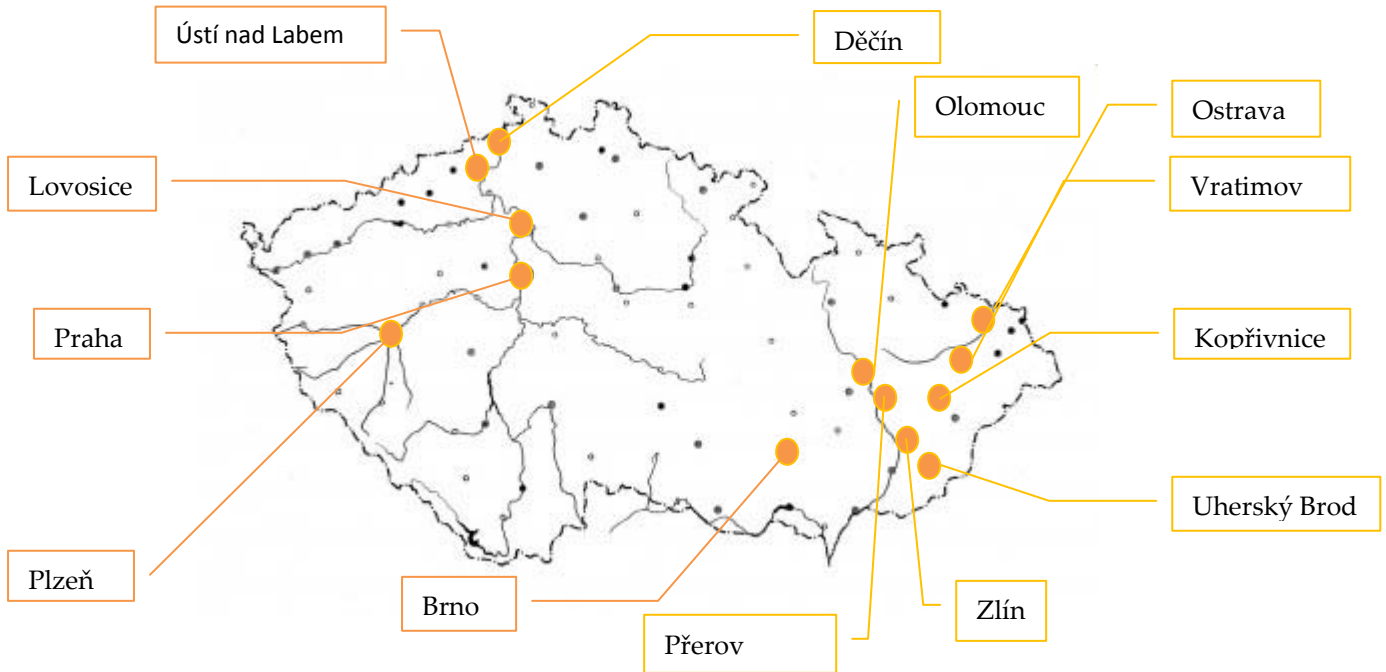 Ústí nad Labem
Děčín
Olomouc
Ostrava
Lovosice
Vratimov
Praha
Kopřivnice
Uherský Brod
Plzeň
Brno
Zlín
Přerov